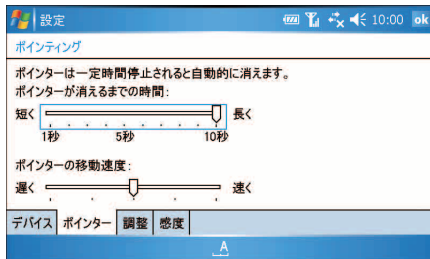 設定 10:00 ok
ポインティング
ポインターは一定時間停止されると自動的に消えます。
ポインターが消えるまでの時間:
短く 長く
1秒 5秒 10秒
ポインターの移動速度:
遅く 速く
デバイス ポインター 調整 感度
A